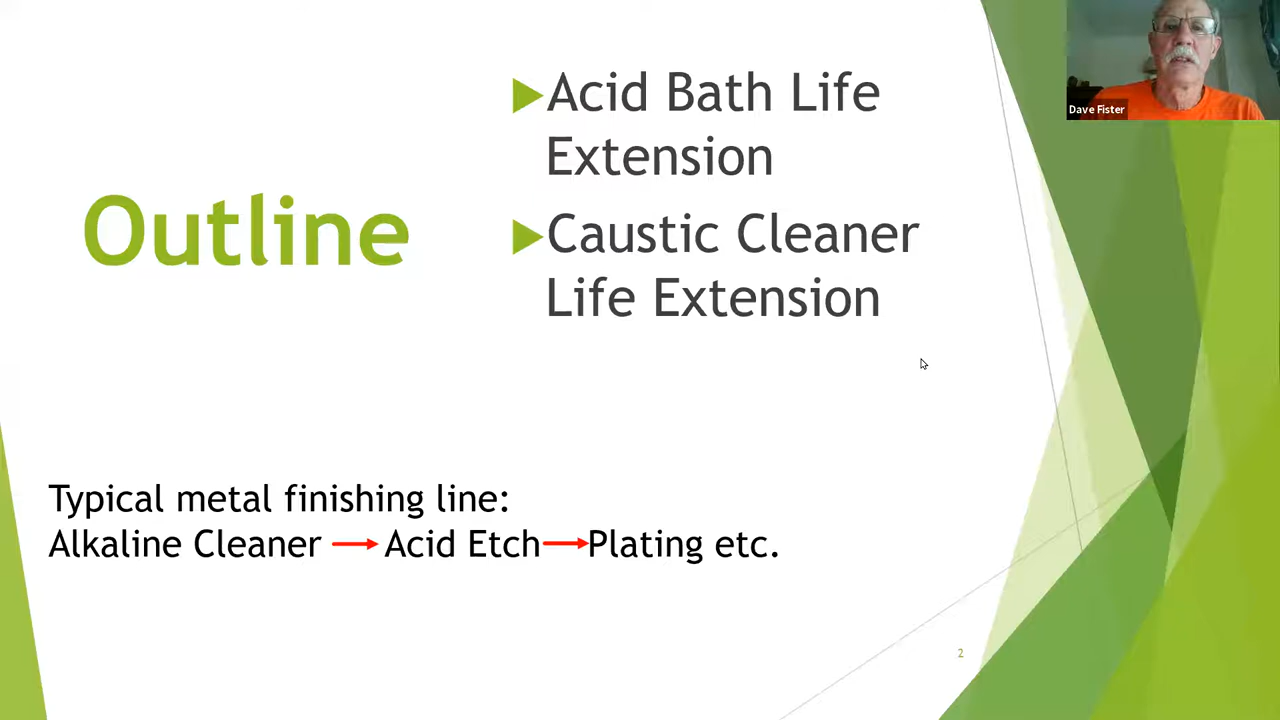 Outline
Acid Bath Life
Extension
Caustic Cleaner
Life Extension
Dave Fister
Typical metal finishing line:
Alkaline Cleaner → Acid Etch → Plating etc.
2